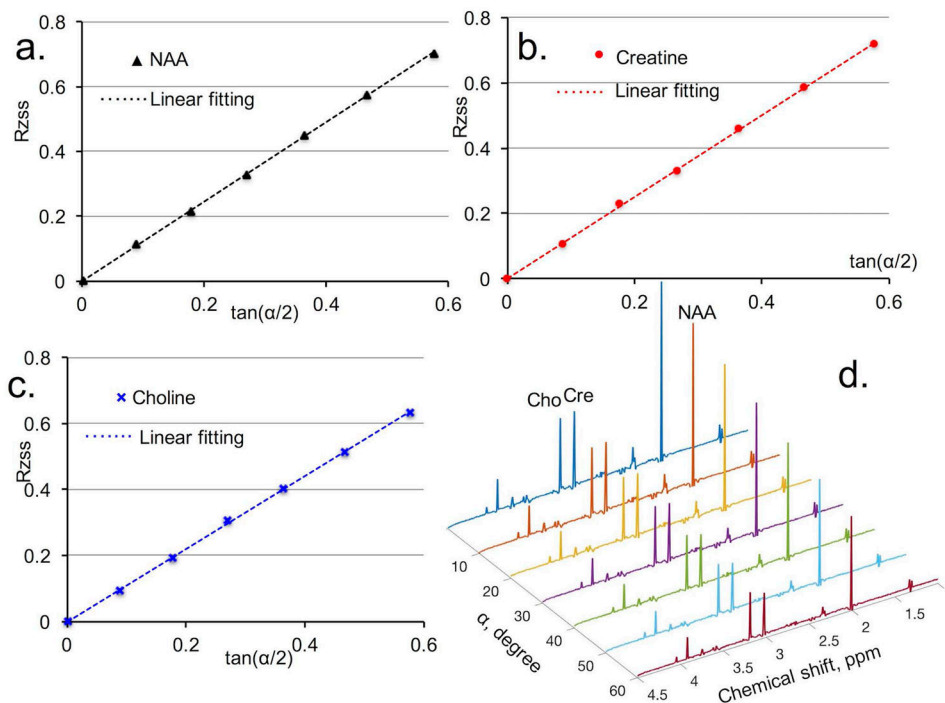 a.
0.8
0.6
0.4
0.2
0
Rzss
NAA
Linear fitting
0.2
0.4
0.6
tan(α/2)
b.
0.8
0.6
0.4
0.2
0
Rzss
Creatine
Linear fitting
tan(α/2)
0.2
0.4
0.6
c.
0.8
0.6
0.4
0.2
0
Rzss
Choline
Linear fitting
0
0.2
0.4
0.6
tan(α/2)
d.
NAA
Cho Cre
10
20
30
40
50
60
α, degree
4.5
4
3.5
3
2.5
2
1.5
Chemical shift, ppm